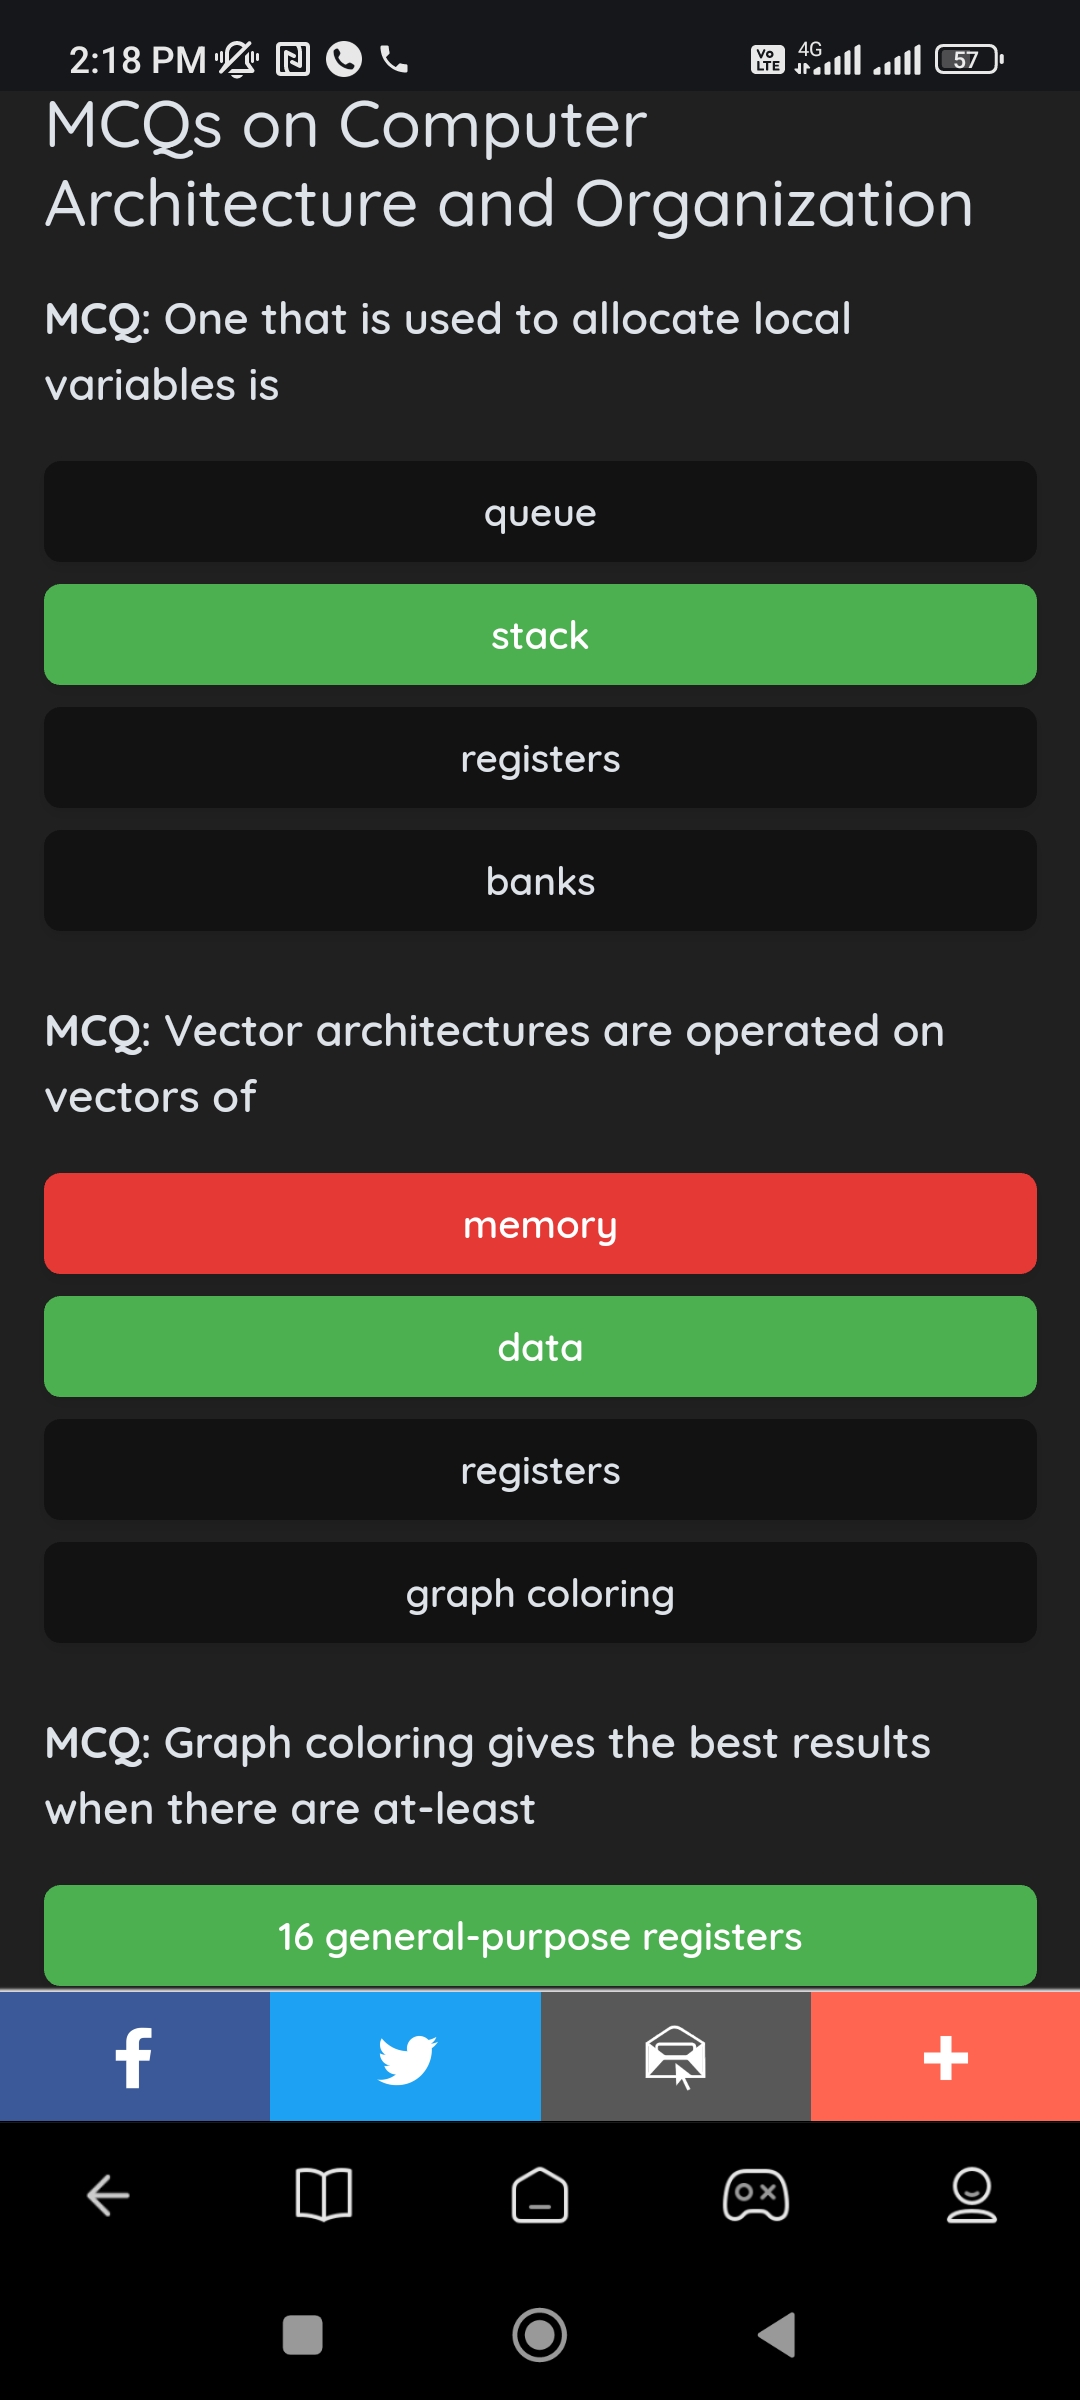 2:18 PM
Vo LTE 4G 57
MCQs on Computer
Architecture and Organization
MCQ: One that is used to allocate local
variables is
queue
stack
registers
banks
MCQ: Vector architectures are operated on
vectors of
memory
data
registers
graph coloring
MCQ: Graph coloring gives the best results
when there are at-least
16 general-purpose registers